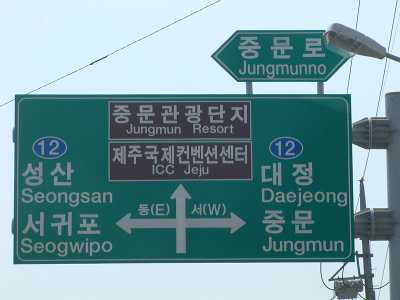 중문로
Jungmunno
중문관광단지
Jungmun Resort
제주국제컨벤션센터
ICC Jeju
12
성산
Seongsan
서귀포
Seogwipo
동(E) 서(W)
12
대정
Daejeong
중문
Jungmun